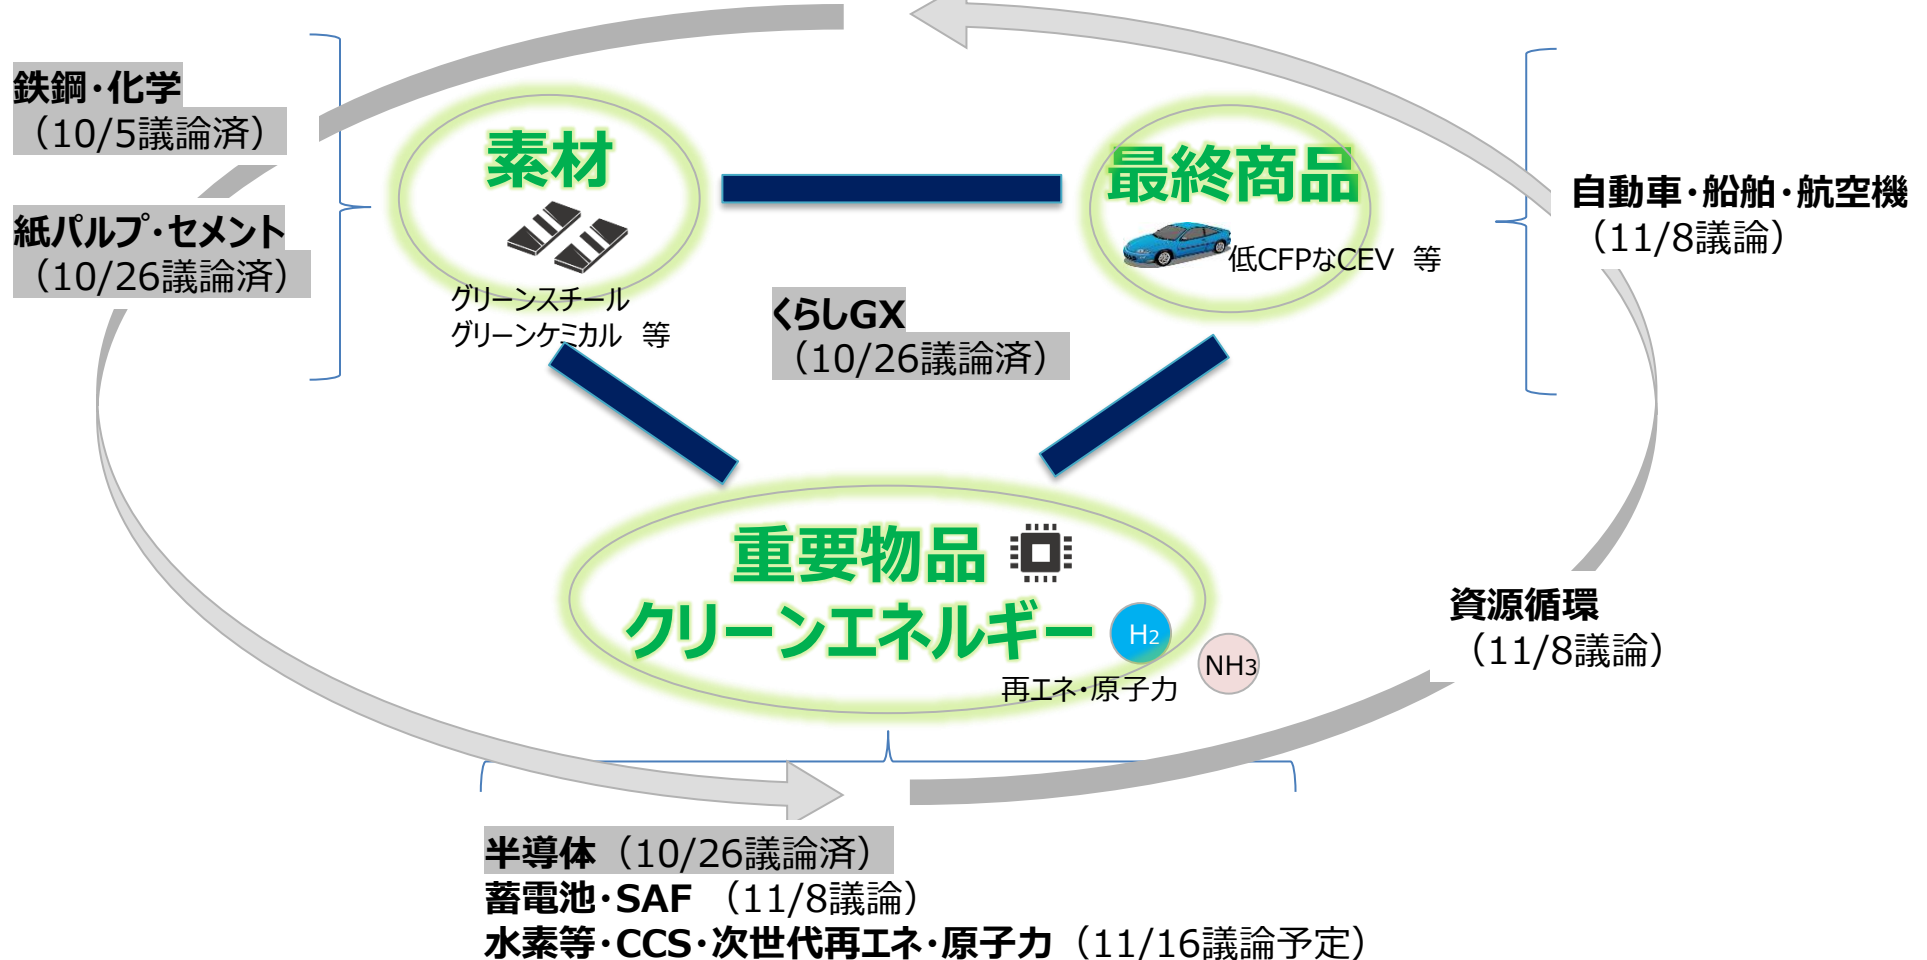 鉄鋼・化学
（10/5議論済）
紙パルプ・セメント
（10/26議論済）
素材
グリーンスチール
グリーンケミカル 等
最終商品
低CFPなCEV 等
自動車・船舶・航空機
（11/8議論）
くらしGX
（10/26議論済）
重要物品
クリーンエネルギー
H2
NH3
再エネ・原子力
資源循環
（11/8議論）
半導体（10/26議論済）
蓄電池・SAF （11/8議論）
水素等・CCS・次世代再エネ・原子力（11/16議論予定）